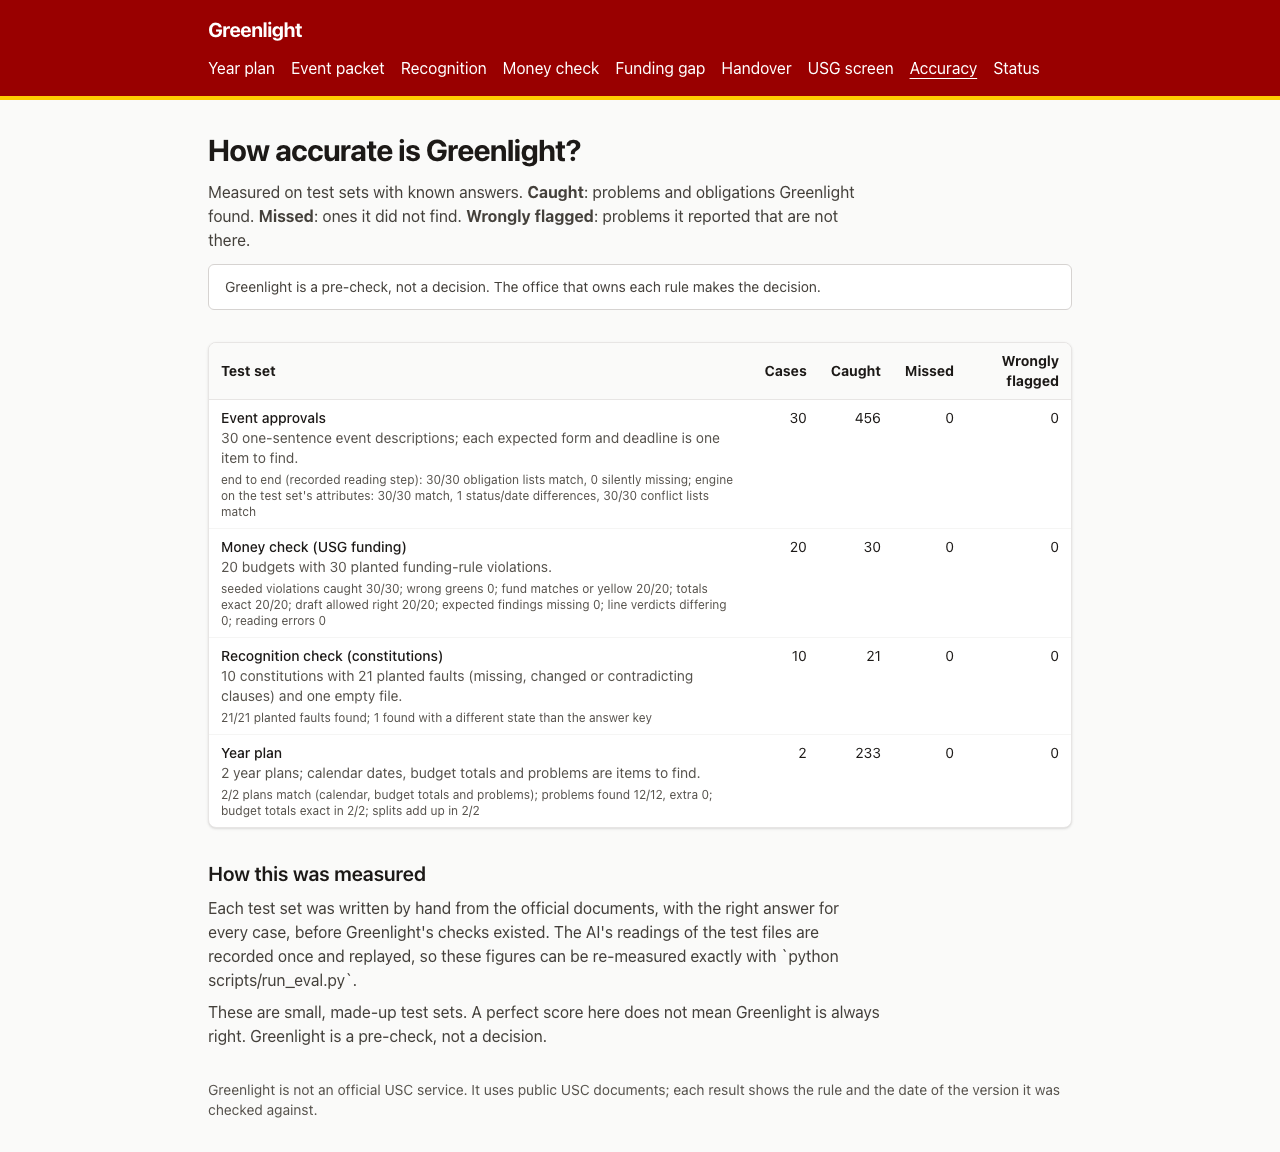 Greenlight
Year plan Event packet Recognition Money check Funding gap Handover USG screen Accuracy Status
How accurate is Greenlight?
Measured on test sets with known answers. Caught: problems and obligations Greenlight
found. Missed: ones it did not find. Wrongly flagged: problems it reported that are not
there.
Greenlight is a pre-check, not a decision. The office that owns each rule makes the decision.
Test set Cases Caught Missed Wrongly
flagged
Event approvals 30 456 0 0
30 one-sentence event descriptions; each expected form and deadline is one
item to find.
end to end (recorded reading step): 30/30 obligation lists match, 0 silently missing; engine
on the test set's attributes: 30/30 match, 1 status/date differences, 30/30 conflict lists
match
Money check (USG funding) 20 30 0 0
20 budgets with 30 planted funding-rule violations.
seeded violations caught 30/30; wrong greens 0; fund matches or yellow 20/20; totals
exact 20/20; draft allowed right 20/20; expected findings missing 0; line verdicts differing
0; reading errors 0
Recognition check (constitutions) 10 21 0 0
10 constitutions with 21 planted faults (missing, changed or contradicting
clauses) and one empty file.
21/21 planted faults found; 1 found with a different state than the answer key
Year plan 2 233 0 0
2 year plans; calendar dates, budget totals and problems are items to find.
2/2 plans match (calendar, budget totals and problems); problems found 12/12, extra 0;
budget totals exact in 2/2; splits add up in 2/2
How this was measured
Each test set was written by hand from the official documents, with the right answer for
every case, before Greenlight's checks existed. The AI's readings of the test files are
recorded once and replayed, so these figures can be re-measured exactly with `python
scripts/run_eval.py`.
These are small, made-up test sets. A perfect score here does not mean Greenlight is always
right. Greenlight is a pre-check, not a decision.
Greenlight is not an official USC service. It uses public USC documents; each result shows the rule and the date of the version it was
checked against.